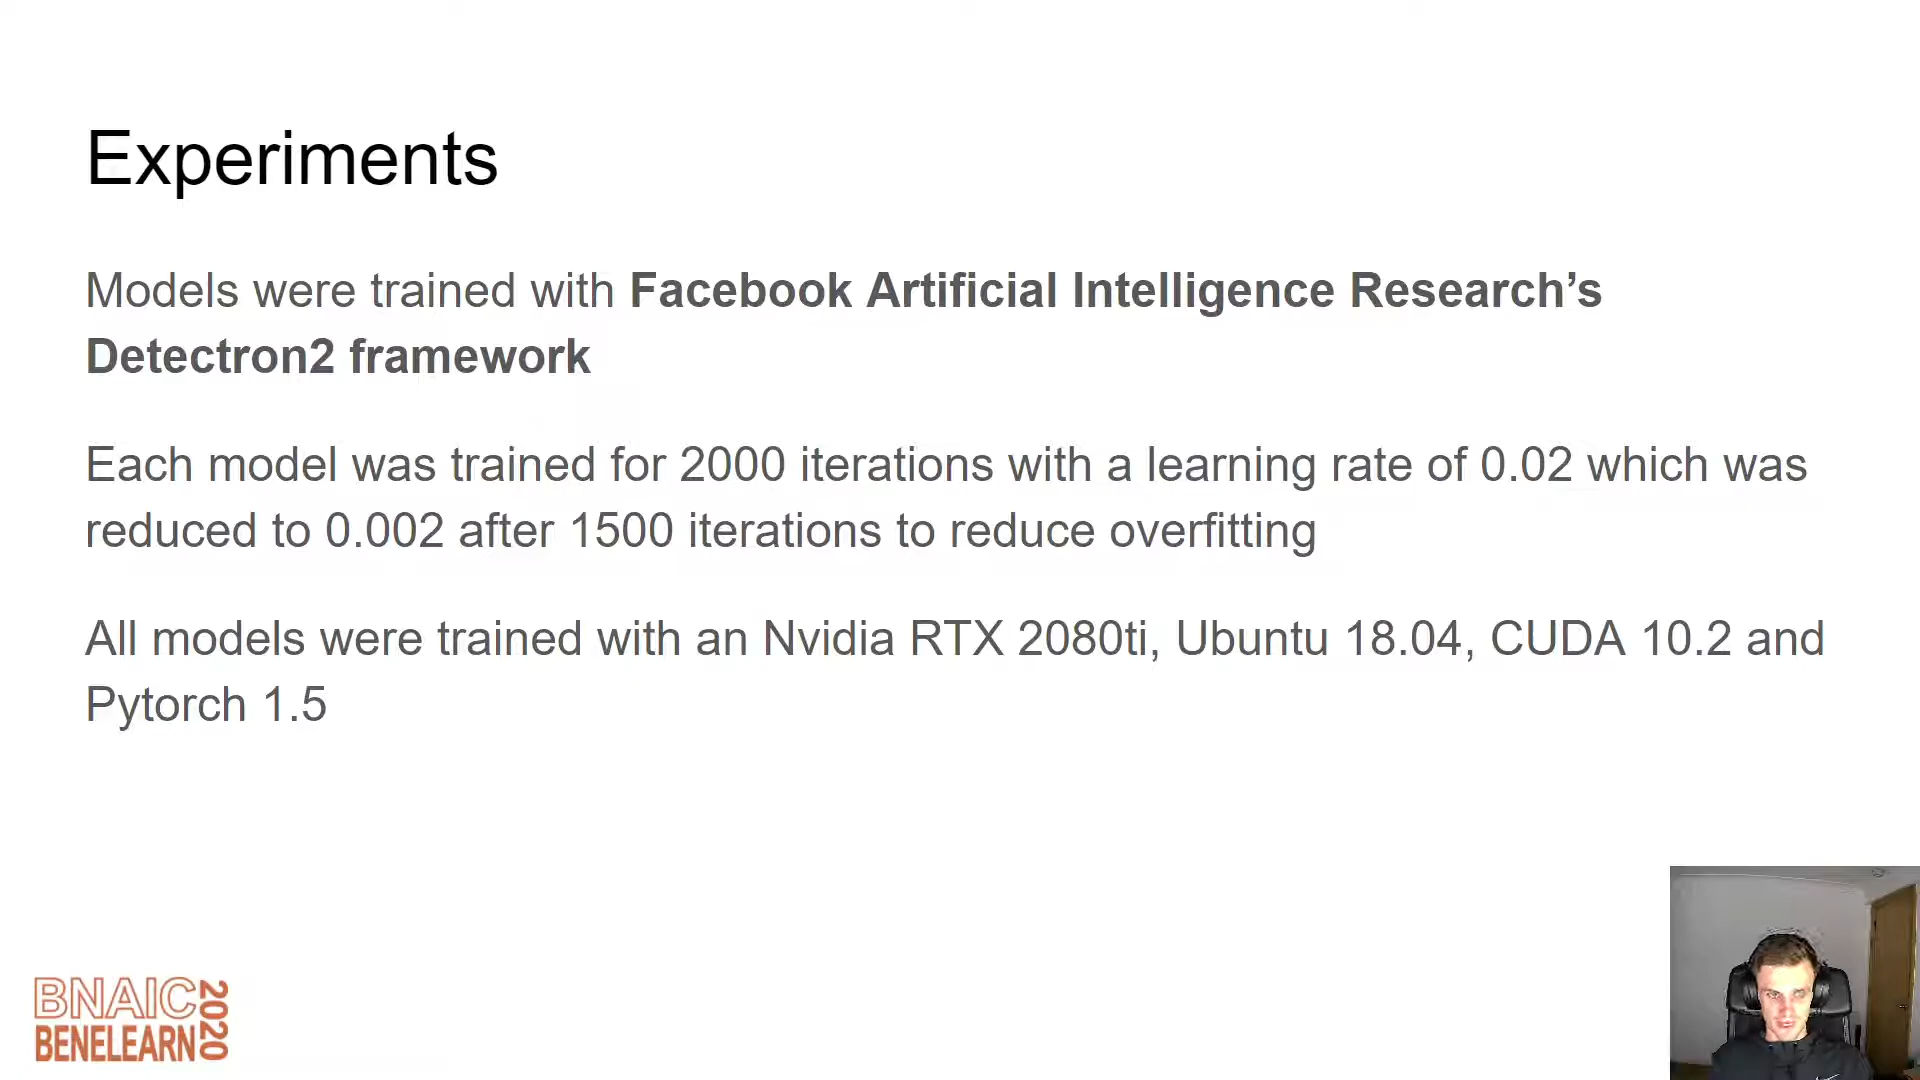 Experiments
Models were trained with Facebook Artificial Intelligence Research’s
Detectron2 framework
Each model was trained for 2000 iterations with a learning rate of 0.02 which was
reduced to 0.002 after 1500 iterations to reduce overfitting
All models were trained with an Nvidia RTX 2080ti, Ubuntu 18.04, CUDA 10.2 and
Pytorch 1.5
BNAIC
BENELEARN
2020